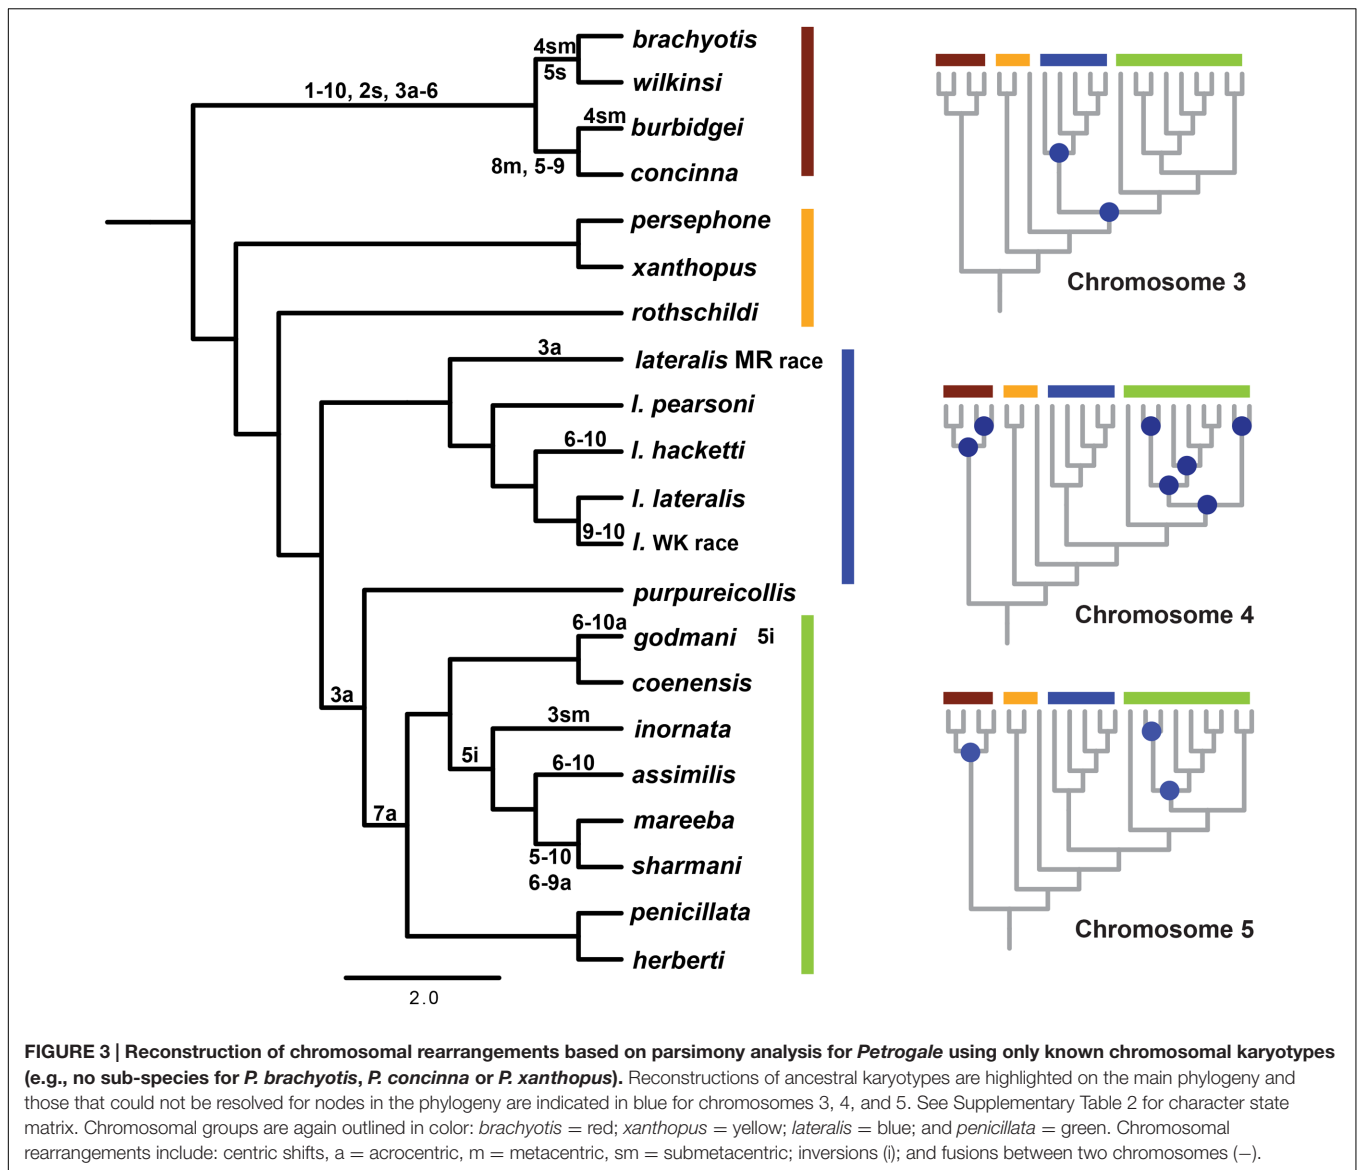 brachyotis
4sm
5s
wilkinsi
1-10, 2s, 3a-6
4sm
burbidgei
8m, 5-9
concinna
persephone
xanthopus
rothschildi
3a
lateralis MR race
l. pearsoni
6-10
l. hacketti
l. lateralis
9-10
l. WK race
purpureicollis
6-10a
godmani 5i
coenensis
3a
3sm
inornata
5i
6-10
assimilis
7a
mareeba
5-10
6-9a
sharmani
penicillata
herberti
2.0
Chromosome 3
Chromosome 4
Chromosome 5
FIGURE 3 | Reconstruction of chromosomal rearrangements based on parsimony analysis for Petrogale using only known chromosomal karyotypes
(e.g., no sub-species for P. brachyotis, P. concinna or P. xanthopus). Reconstructions of ancestral karyotypes are highlighted on the main phylogeny and
those that could not be resolved for nodes in the phylogeny are indicated in blue for chromosomes 3, 4, and 5. See Supplementary Table 2 for character state
matrix. Chromosomal groups are again outlined in color: brachyotis = red; xanthopus = yellow; lateralis = blue; and penicillata = green. Chromosomal
rearrangements include: centric shifts, a = acrocentric, m = metacentric, sm = submetacentric; inversions (i); and fusions between two chromosomes (−).